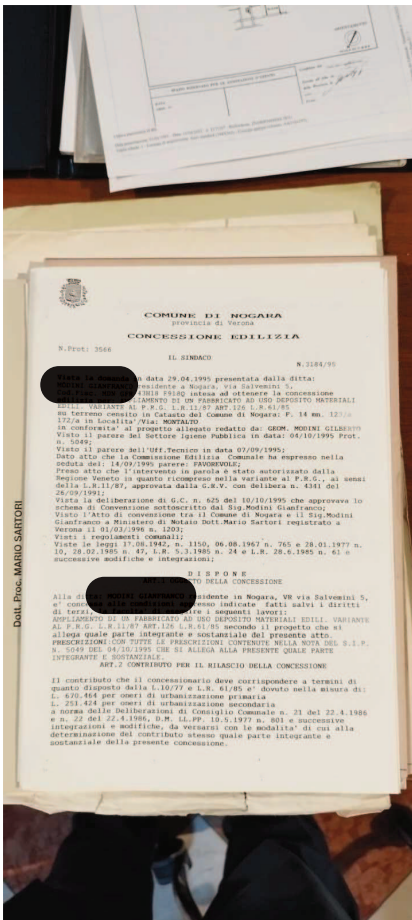 COMUNE DI NOGARA
provincia di Verona
CONCESSIONE EDILIZIA
N.Prot: 3568
IL SINDACO
N.3184/95
n data 29.04.1995 presentata dalla ditta:
residente a Nogara, via Salvemini 5,
intesa ad ottenere la concessione
AMPLIAMENTO DI UN FABBRICATO AD USO DEPOSITO MATERIALI
EDILI. VARIANTE AL P.R.G. L.R.11/87 ART.126 L.R.61/85
su terreno censito in Catasto del Comune di Nogara: F. 14 mn.
172/a in Localita'/Via: MONTALTO
in conformita' al progetto allegato redatto da: GEOM. MODINI GILBERTO
Visto il parere del Settore Igiene Pubblica in data: 04/10/1995 Prot.
n. 5049;
Visto il parere dell'Uff.Tecnico in data 07/09/1995;
Dato atto che la Commissione Edilizia Comunale ha espresso nella
seduta del: 14/09/1995 parere: FAVOREVOLE;
Preso atto che l'intervento in parola è stato autorizzato dalla
Regione Veneto in quanto ricompreso nella variante al P.R.G., ai sensi
della L.R.11/87, approvata dalla G.R.V. con delibera n. 4341 del
26/09/1991;
Vista la deliberazione di G.C. n. 625 del 10/10/1995 che approvava lo
schema di Convenzione sottoscritto dal Sig.Modini Gianfranco;
Visto l'Atto di convenzione tra il Comune di Nogara e il Sig.Modini
Gianfranco a Ministero di Notaio Dott.Mario Sartori registrato a
Verona il 01/03/1996 n. 1203;
Visti i regolamenti comunali;
Viste le leggi 17.08.1942, n. 1150, 06.08.1967 n. 765 e 28.01.1977 n.
10, 28.02.1985 n. 47, L.R. 5.3.1985 n. 24 e L.R. 28.6.1985 n. 61 e
successive modifiche e integrazioni;
D I S P O N E
DELLA CONCESSIONE
Alla ditta: residente in Nogara, VR via Salvemini 5,
e' concesso indicate fatti salvi i diritti
di terzi, i seguenti lavori:
AMPLIAMENTO DI UN FABBRICATO AD USO DEPOSITO MATERIALI EDIL. VARIANTE
AL P.R.G. L.R.11/87 ART.126 L.R.61/85 secondo il progetto che si
allega quale parte integrante e sostanziale del presente atto.
PRESCRIZIONI:CON TUTTE LE PRESCRIZIONI CONTENUTE NELLA NOTA DEL S.I.P.
N. 5049 DEL 04/10/1995 CHE SI ALLEGA ALLA PRESENTE QUALE PARTE
INTEGRANTE E SOSTANZIALE.
ART.2 CONTRIBUTO PER IL RILASCIO DELLA CONCESSIONE
Il contributo che il concessionario deve corrispondere a termini di
quanto disposto dalla L.10/77 e L.R. 61/85 e' dovuto nella misura di:
L. 670.464 per oneri di urbanizzazione primaria
L. 251.424 per oneri di urbanizzazione secondaria
a norma delle Deliberazioni di Consiglio Comunale n. 21 del 22.4.1986
e n. 22 del 22.4.1986, D.M. LL.PP. 10.5.1977 n. 801 e successive
integrazioni e modifiche, da versarsi con le modalita' di cui alla
determinazione del contributo stesso quale parte integrante e
sostanziale della presente concessione.
Dott. Proc. MARIO SARTORI